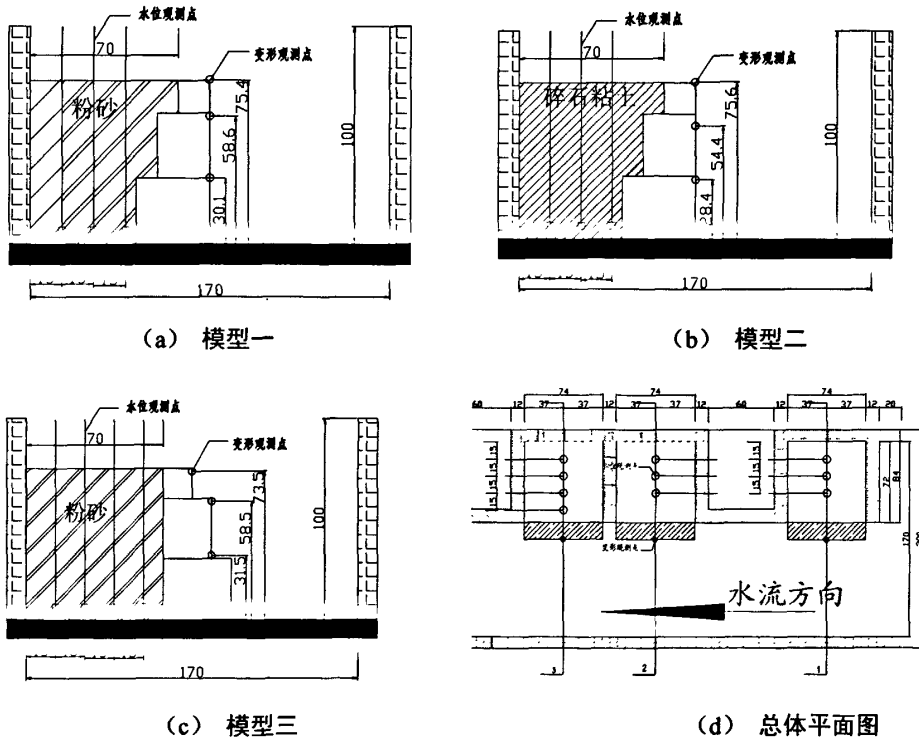 水位观测点
70
变形观测点
粉砂
75.4
58.6
30.1
100
170
(a) 模型一
水位观测点
70
变形观测点
碎石粘土
75.6
54.4
28.4
100
170
(b) 模型二
水位观测点
70
变形观测点
粉砂
73.5
58.5
31.5
100
170
(c) 模型三
74 74 74
60 12 37 37 12 37 37 12 60 12 37 37 12 20
15 15 15
15 15 15
72
84
170
变形观测点
水流方向
3 2 1
(d) 总体平面图